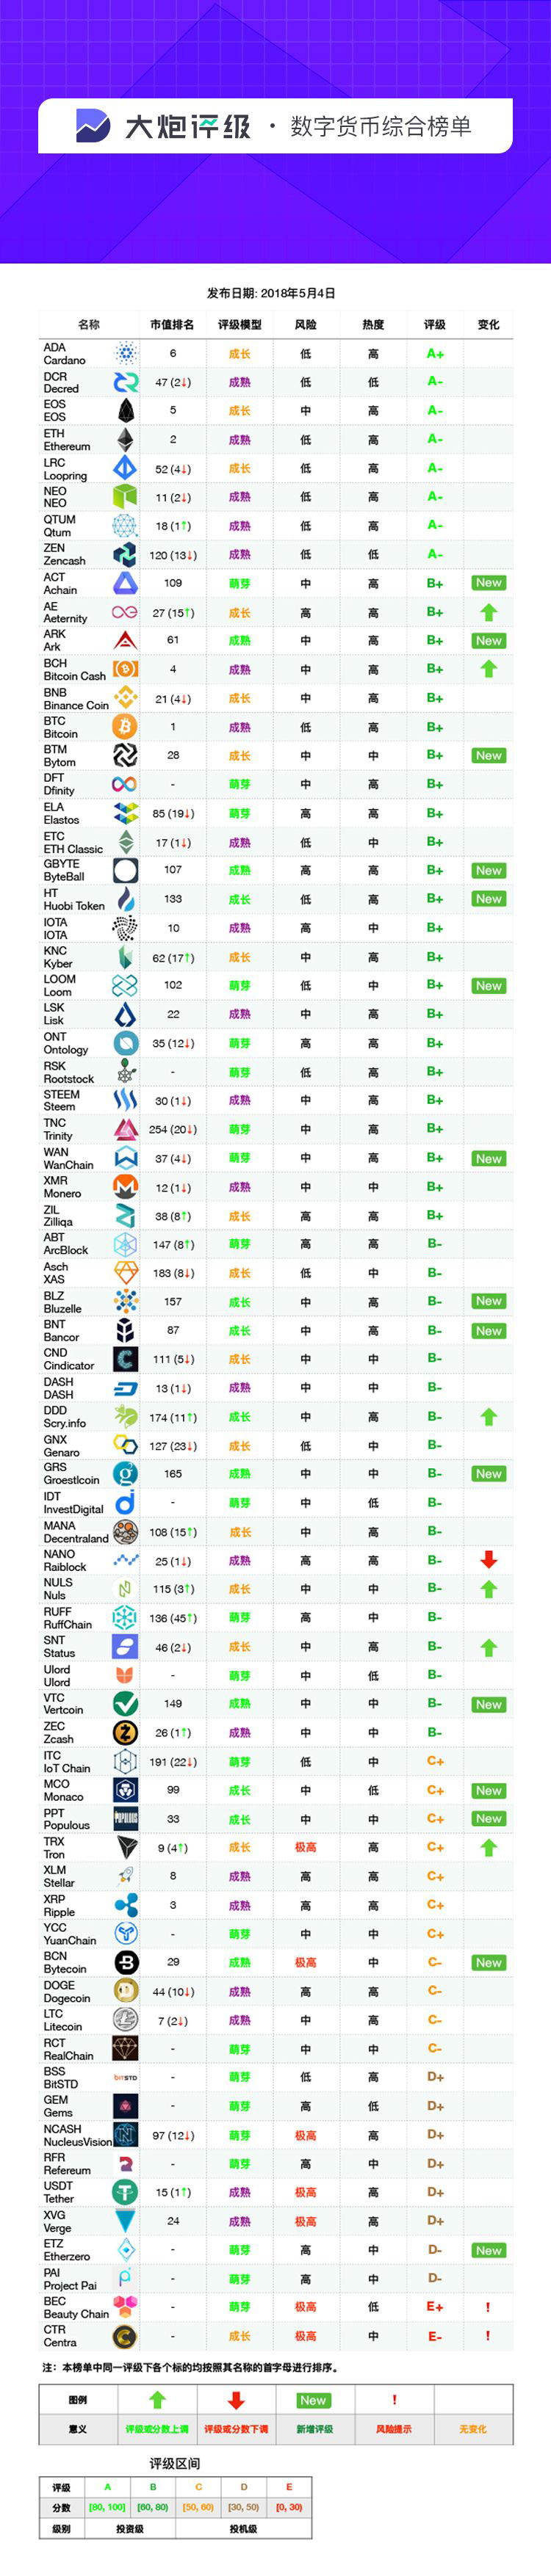 大炮评级 · 数字货币综合榜单
发布日期: 2018年5月4日
名称 市值排名 评级模型 风险 热度 评级 变化
ADA Cardano 6 成长 低 高 A+
DCR Decred 47 (2↓) 成熟 低 低 A-
EOS EOS 5 成长 中 高 A-
ETH Ethereum 2 成熟 低 高 A-
LRC Loopring 52 (4↓) 成长 低 高 A-
NEO NEO 11 (2↓) 成熟 低 高 A-
QTUM Qtum 18 (1↑) 成熟 低 高 A-
ZEN Zencash 120 (13↓) 成熟 低 低 A-
ACT Achain 109 萌芽 中 高 B+ New
AE Aeternity 27 (15↑) 成长 高 高 B+
ARK Ark 61 成熟 中 高 B+ New
BCH Bitcoin Cash 4 成熟 中 高 B+
BNB Binance Coin 21 (4↓) 成长 中 高 B+
BTC Bitcoin 1 成熟 低 高 B+
BTM Bytom 28 成长 中 中 B+ New
DFT Dfinity - 萌芽 中 高 B+
ELA Elastos 85 (19↓) 萌芽 高 高 B+
ETC ETH Classic 17 (1↓) 成熟 低 中 B+
GBYTE ByteBall 107 成熟 高 高 B+ New
HT Huobi Token 133 成长 低 高 B+ New
IOTA IOTA 10 成熟 高 中 B+
KNC Kyber 62 (17↑) 成长 中 高 B+
LOOM Loom 102 萌芽 低 中 B+ New
LSK Lisk 22 成熟 中 高 B+
ONT Ontology 35 (12↓) 萌芽 高 高 B+
RSK Rootstock - 萌芽 低 高 B+
STEEM Steem 30 (1↓) 成熟 中 高 B+
TNC Trinity 254 (20↓) 萌芽 中 高 B+
WAN WanChain 37 (4↓) 萌芽 中 高 B+ New
XMR Monero 12 (1↓) 成熟 中 中 B+
ZIL Zilliqa 38 (8↑) 成长 高 高 B+
ABT ArcBlock 147 (8↑) 萌芽 高 高 B-
Asch XAS 183 (8↓) 成长 低 中 B-
BLZ Bluzelle 157 成长 中 高 B- New
BNT Bancor 87 成长 中 高 B- New
CND Cindicator 111 (5↓) 成长 中 中 B-
DASH DASH 13 (1↓) 成熟 中 中 B-
DDD Scry.info 174 (11↑) 成长 中 高 B-
GNX Genaro 127 (23↓) 成长 低 中 B-
GRS Groestlcoin 165 成熟 中 中 B- New
IDT InvestDigital - 萌芽 中 低 B-
MANA Decentraland 108 (15↑) 成长 中 高 B-
NANO Raiblock 25 (1↓) 成熟 高 高 B-
NULS Nuls 115 (3↑) 成长 中 中 B-
RUFF RuffChain 136 (45↑) 萌芽 高 中 B-
SNT Status 46 (2↓) 成长 中 高 B-
Ulord Ulord - 萌芽 中 低 B-
VTC Vertcoin 149 成熟 中 中 B- New
ZEC Zcash 26 (1↑) 成熟 中 中 B-
ITC IoT Chain 191 (22↓) 萌芽 低 中 C+
MCO Monaco 99 成长 中 低 C+ New
PPT Populous 33 成长 中 中 C+ New
TRX Tron 9 (4↑) 成长 极高 高 C+
XLM Stellar 8 成熟 高 高 C+
XRP Ripple 3 成熟 高 高 C+
YCC YuanChain - 萌芽 中 中 C+
BCN Bytecoin 29 成熟 极高 中 C- New
DOGE Dogecoin 44 (10↓) 成熟 高 高 C-
LTC Litecoin 7 (2↓) 成熟 中 高 C-
RCT RealChain - 萌芽 中 中 C-
BSS BitSTD bitSTD - 萌芽 低 高 D+
GEM Gems - 萌芽 高 低 D+
NCASH NucleusVision 97 (12↓) 萌芽 极高 高 D+
RFR Refereum - 萌芽 高 中 D+
USDT Tether 15 (1↑) 成熟 极高 高 D+
XVG Verge 24 成熟 极高 高 D+
ETZ Etherzero - 萌芽 高 中 D- New
PAI Project Pai - 萌芽 高 中 D-
BEC Beauty Chain - 萌芽 极高 低 E+ !
CTR Centra - 成长 极高 中 E- !
注：本榜单中同一评级下各个标的均按照其名称的首字母进行排序。
图例 New !
意义 评级或分数上调 评级或分数下调 新增评级 风险提示 无变化
评级区间
评级 A B C D E
分数 [80, 100] [60, 80) [50, 60) [30, 50) [0, 30)
级别 投资级 投机级